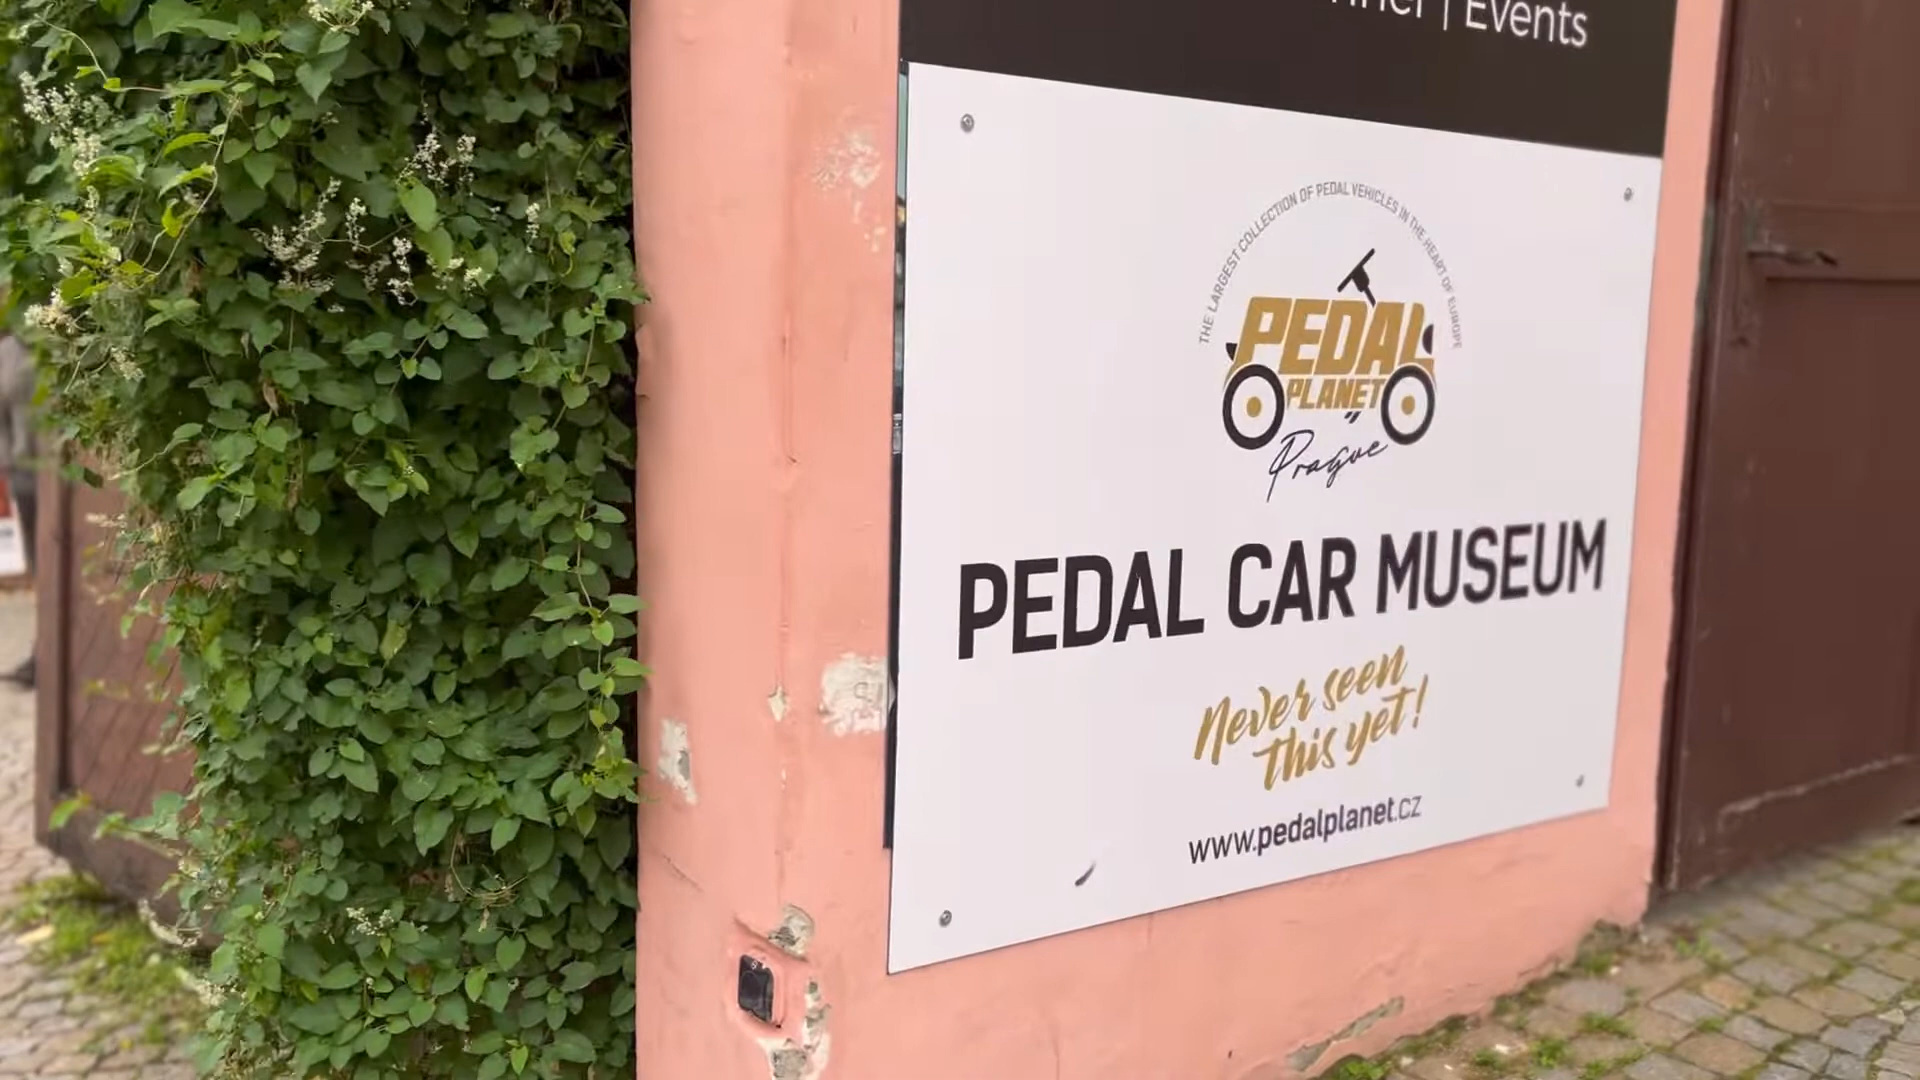 | Events
THE LARGEST COLLECTION OF PEDAL VEHICLES IN THE HEART OF EUROPE
PEDAL
PLANET
Prague
PEDAL CAR MUSEUM
Never seen
this yet!
www.pedalplanet.cz